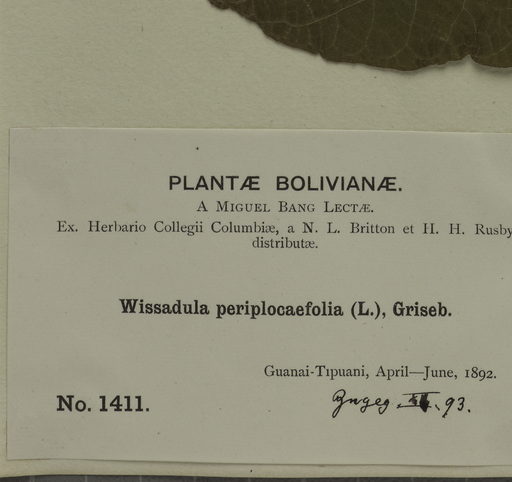 PLANTÆ BOLIVIANÆ.
A MIGUEL BANG LECTÆ.
Ex. Herbario Collegii Columbiæ, a N. L. Britton et H. H. Rusby
distributæ.
Wissadula periplocaefolia (L.), Griseb.
Guanai-Tipuani, April—June, 1892.
No. 1411.
93.